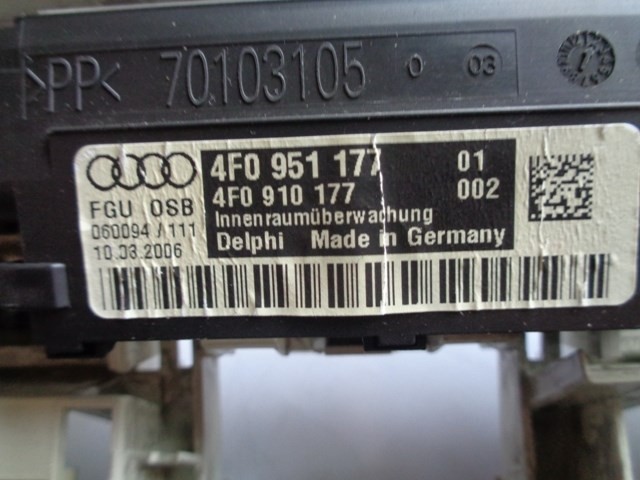 >PP< 70103105 0 03
4F0 951 177 01
4F0 910 177 002
FGU OSB Innenraumüberwachung
060094/111 Delphi Made in Germany
10.03.2006